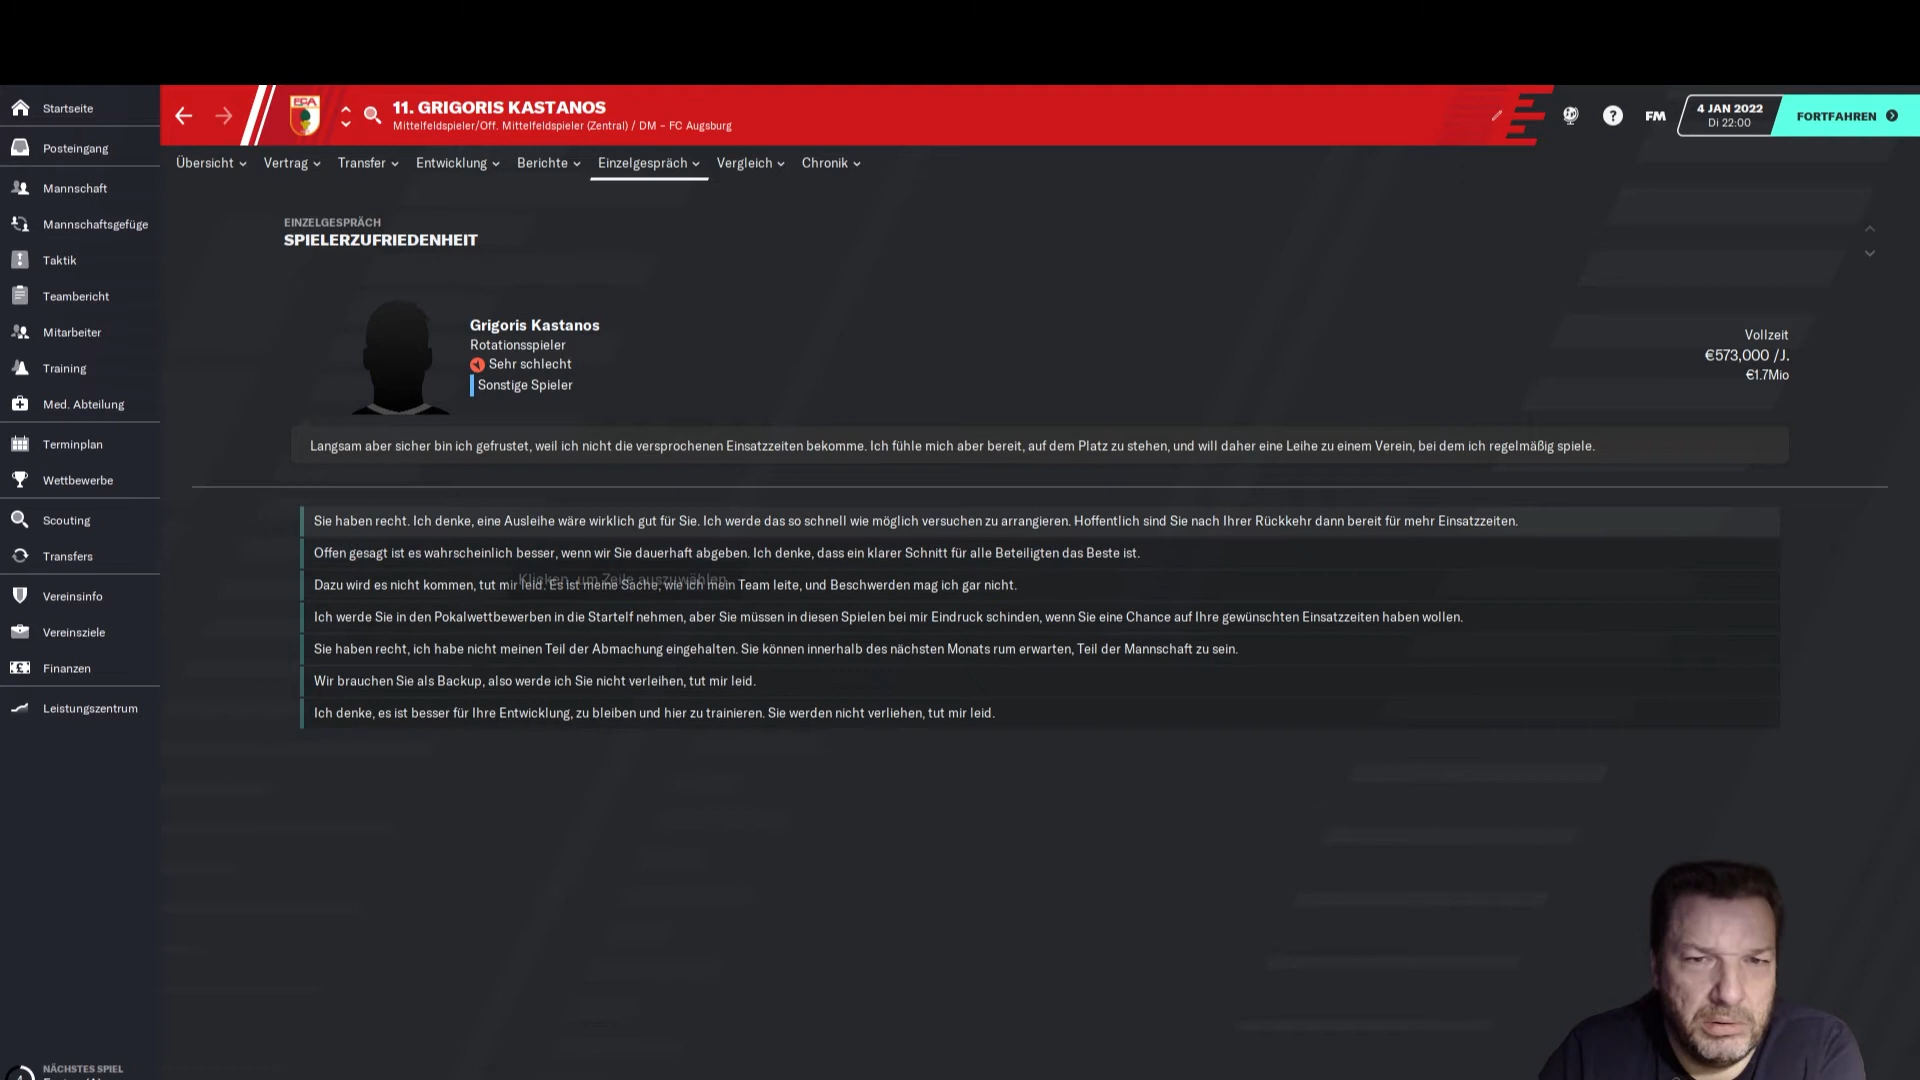 Startseite
Posteingang
Mannschaft
Mannschaftsgefüge
Taktik
Teambericht
Mitarbeiter
Training
Med. Abteilung
Terminplan
Wettbewerbe
Scouting
Transfers
Vereinsinfo
Vereinsziele
Finanzen
Leistungszentrum
NÄCHSTES SPIEL
FCA
11. GRIGORIS KASTANOS
Mittelfeldspieler/Off. Mittelfeldspieler (Zentral) / DM – FC Augsburg
FM
4 JAN 2022
Di 22:00
FORTFAHREN
Übersicht Vertrag Transfer Entwicklung Berichte Einzelgespräch Vergleich Chronik
EINZELGESPRÄCH
SPIELERZUFRIEDENHEIT
Grigoris Kastanos
Rotationsspieler
Sehr schlecht
Sonstige Spieler
Vollzeit
€573,000 /J.
€1.7Mio
Langsam aber sicher bin ich gefrustet, weil ich nicht die versprochenen Einsatzzeiten bekomme. Ich fühle mich aber bereit, auf dem Platz zu stehen, und will daher eine Leihe zu einem Verein, bei dem ich regelmäßig spiele.
Sie haben recht. Ich denke, eine Ausleihe wäre wirklich gut für Sie. Ich werde das so schnell wie möglich versuchen zu arrangieren. Hoffentlich sind Sie nach Ihrer Rückkehr dann bereit für mehr Einsatzzeiten.
Offen gesagt ist es wahrscheinlich besser, wenn wir Sie dauerhaft abgeben. Ich denke, dass ein klarer Schnitt für alle Beteiligten das Beste ist.
Klicken, um Zeile auszuwählen
Dazu wird es nicht kommen, tut mir leid. Es ist meine Sache, wie ich mein Team leite, und Beschwerden mag ich gar nicht.
Ich werde Sie in den Pokalwettbewerben in die Startelf nehmen, aber Sie müssen in diesen Spielen bei mir Eindruck schinden, wenn Sie eine Chance auf Ihre gewünschten Einsatzzeiten haben wollen.
Sie haben recht, ich habe nicht meinen Teil der Abmachung eingehalten. Sie können innerhalb des nächsten Monats rum erwarten, Teil der Mannschaft zu sein.
Wir brauchen Sie als Backup, also werde ich Sie nicht verleihen, tut mir leid.
Ich denke, es ist besser für Ihre Entwicklung, zu bleiben und hier zu trainieren. Sie werden nicht verliehen, tut mir leid.